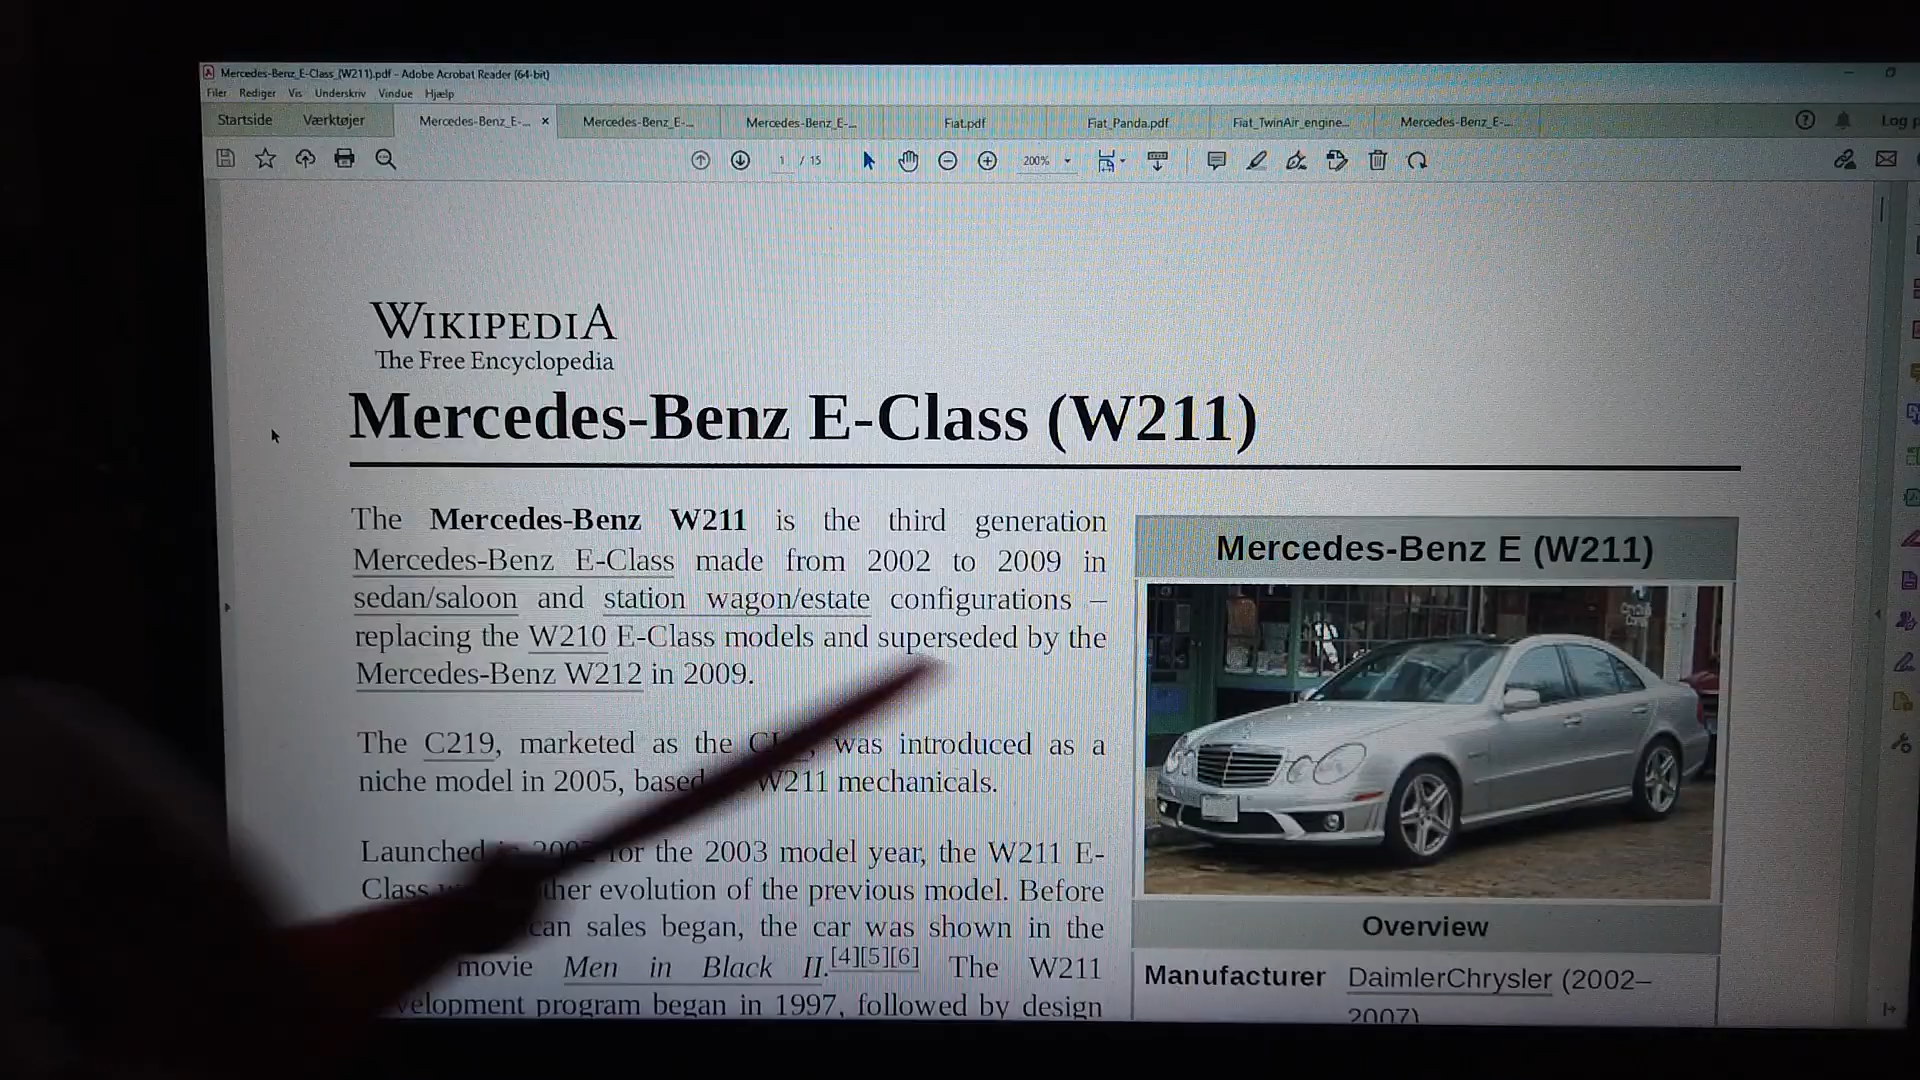 Mercedes-Benz_E-Class_(W211).pdf - Adobe Acrobat Reader (64-bit)
Filer Rediger Vis Underskriv Vindue Hjælp
Startside Værktøjer Mercedes-Benz_E-... × Mercedes-Benz_E-... Mercedes-Benz_E-... Fiat.pdf Fiat_Panda.pdf Fiat_TwinAir_engine... Mercedes-Benz_E-... Log
1 / 15 200%
WIKIPEDIA
The Free Encyclopedia
Mercedes-Benz E-Class (W211)
The Mercedes-Benz W211 is the third generation
Mercedes-Benz E-Class made from 2002 to 2009 in
sedan/saloon and station wagon/estate configurations –
replacing the W210 E-Class models and superseded by the
Mercedes-Benz W212 in 2009.
The C219, marketed as the was introduced as a
niche model in 2005, based W211 mechanicals.
Launched for the 2003 model year, the W211 E-
Class evolution of the previous model. Before
sales began, the car was shown in the
movie Men in Black II.[4][5][6] The W211
program began in 1997, followed by design
Mercedes-Benz E (W211)
Overview
Manufacturer DaimlerChrysler (2002–
2007)